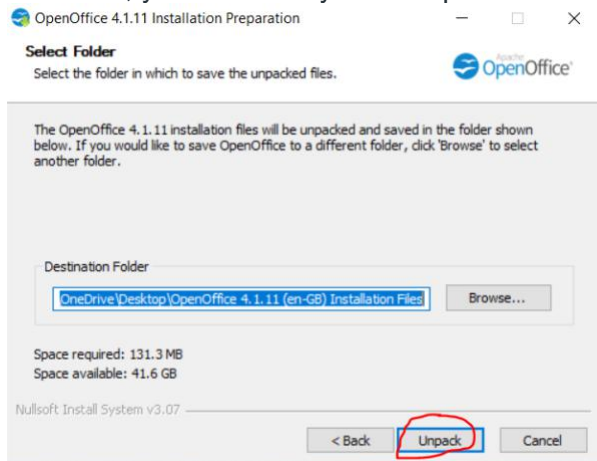 OpenOffice 4.1.11 Installation Preparation
Select Folder
Select the folder in which to save the unpacked files.
Apache
OpenOffice
The OpenOffice 4.1.11 installation files will be unpacked and saved in the folder shown
below. If you would like to save OpenOffice to a different folder, click 'Browse' to select
another folder.
Destination Folder
OneDrive\Desktop\OpenOffice 4.1.11 (en-GB) Installation Files
Browse...
Space required: 131.3 MB
Space available: 41.6 GB
Nullsoft Install System v3.07
< Back Unpack Cancel